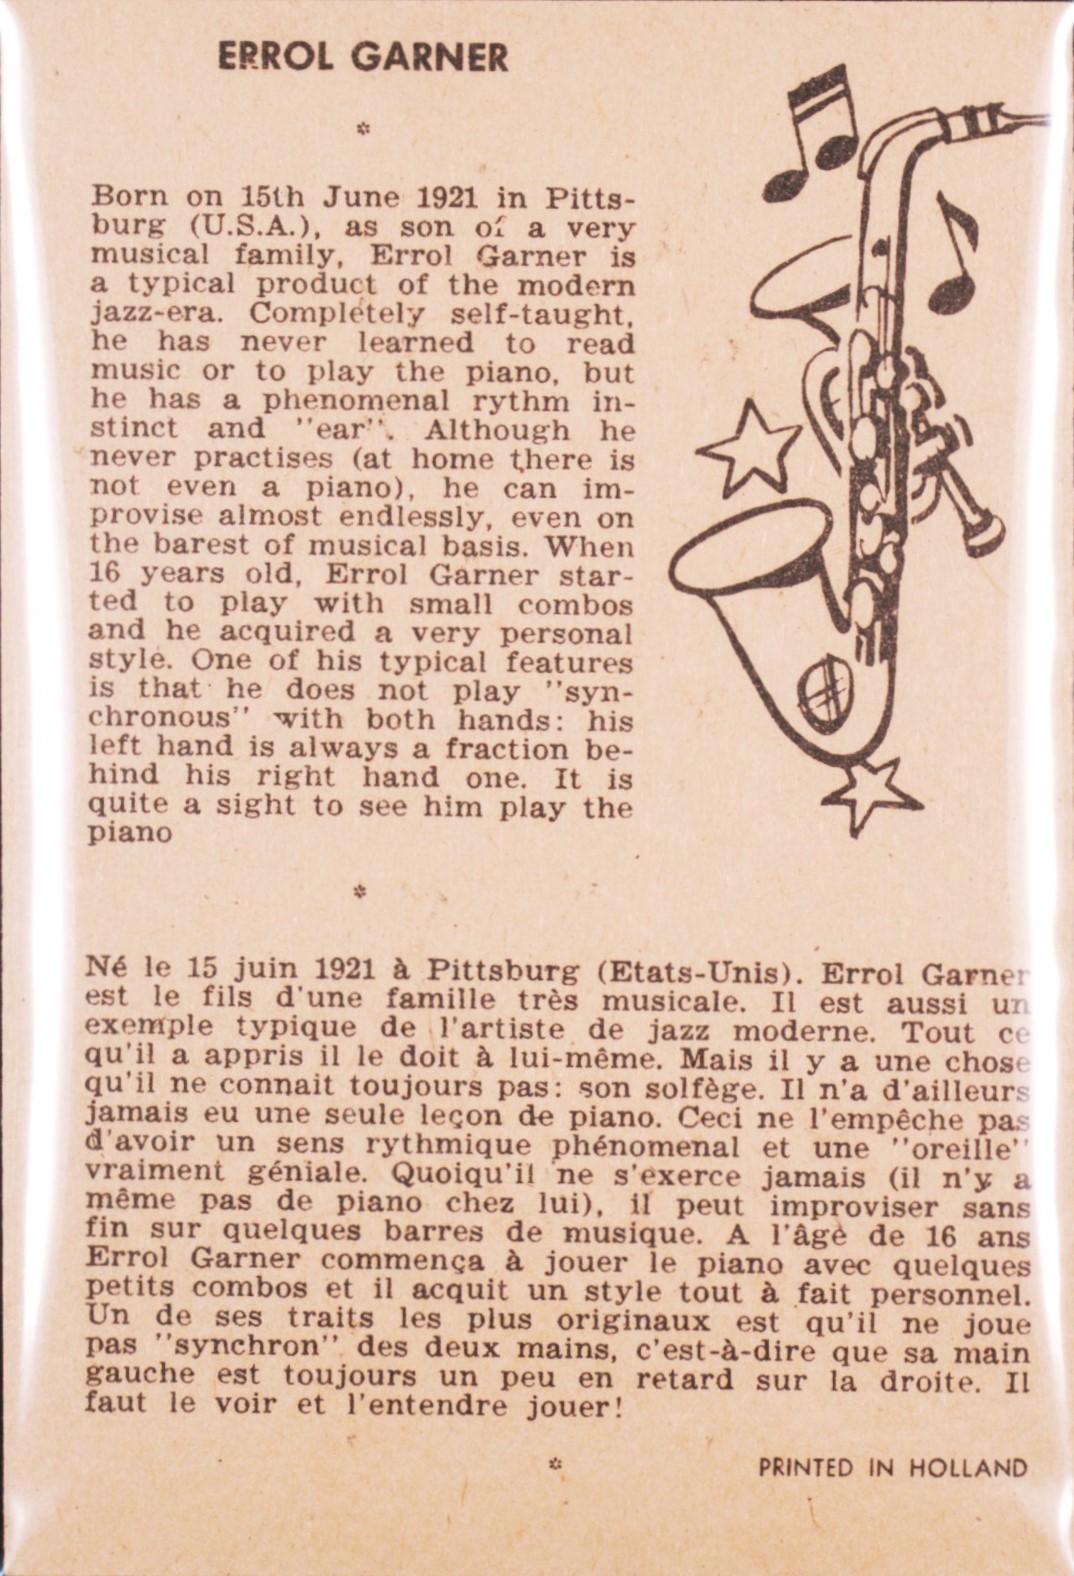 ERROL GARNER
*
Born on 15th June 1921 in Pitts-
burg (U.S.A.), as son of a very
musical family, Errol Garner is
a typical product of the modern
jazz-era. Completely self-taught,
he has never learned to read
music or to play the piano, but
he has a phenomenal rythm in-
stinct and "ear". Although he
never practises (at home there is
not even a piano), he can im-
provise almost endlessly, even on
the barest of musical basis. When
16 years old, Errol Garner star-
ted to play with small combos
and he acquired a very personal
style. One of his typical features
is that he does not play "syn-
chronous" with both hands: his
left hand is always a fraction be-
hind his right hand one. It is
quite a sight to see him play the
piano
*
Né le 15 juin 1921 à Pittsburg (Etats-Unis). Errol Garner
est le fils d'une famille très musicale. Il est aussi un
exemple typique de l'artiste de jazz moderne. Tout ce
qu'il a appris il le doit à lui-même. Mais il y a une chose
qu'il ne connait toujours pas: son solfège. Il n'a d'ailleurs
jamais eu une seule leçon de piano. Ceci ne l'empêche pas
d'avoir un sens rythmique phénomenal et une "oreille"
vraiment géniale. Quoiqu'il ne s'exerce jamais (il n'y a
même pas de piano chez lui), il peut improviser sans
fin sur quelques barres de musique. A l'âgè de 16 ans
Errol Garner commença à jouer le piano avec quelques
petits combos et il acquit un style tout à fait personnel.
Un de ses traits les plus originaux est qu'il ne joue
pas "synchron" des deux mains, c'est-à-dire que sa main
gauche est toujours un peu en retard sur la droite. Il
faut le voir et l'entendre jouer!
*
PRINTED IN HOLLAND